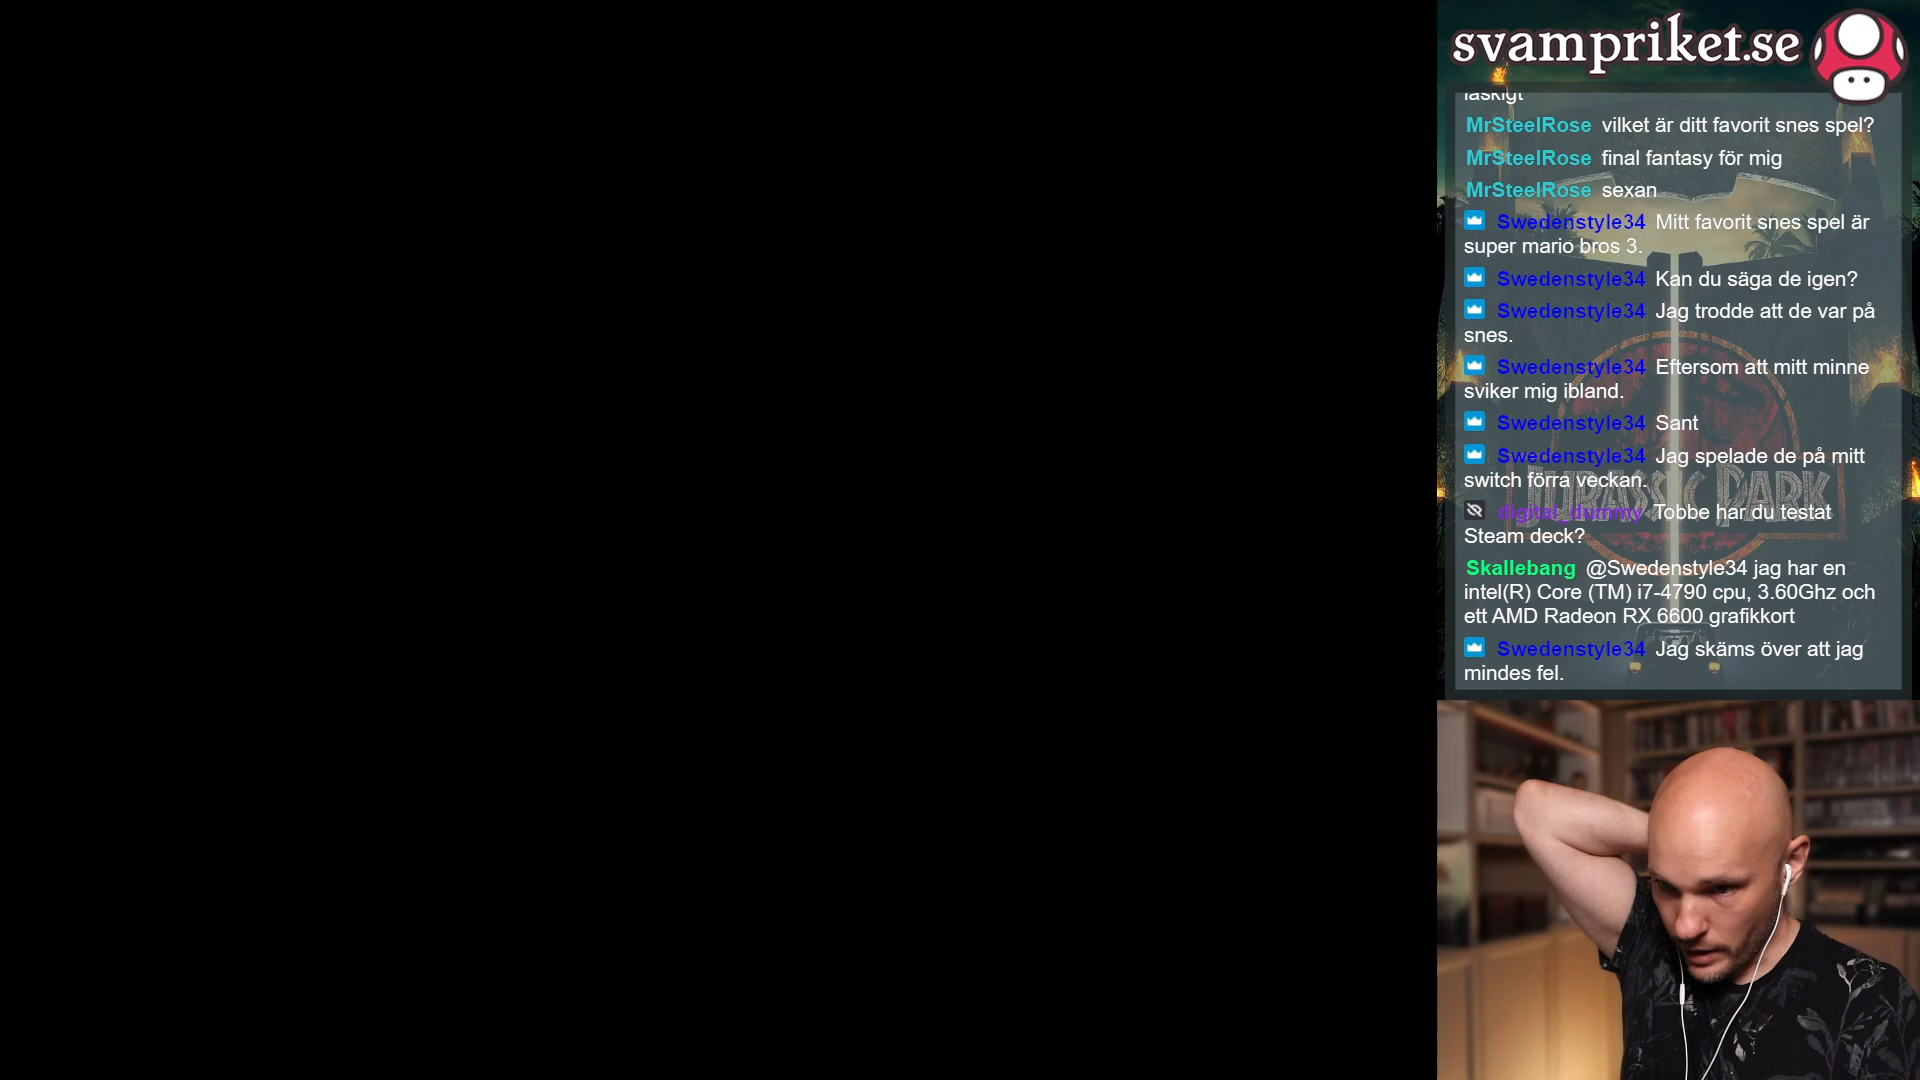 svampriket.se
läskigt
MrSteelRose vilket är ditt favorit snes spel?
MrSteelRose final fantasy för mig
MrSteelRose sexan
Swedenstyle34 Mitt favorit snes spel är
super mario bros 3.
Swedenstyle34 Kan du säga de igen?
Swedenstyle34 Jag trodde att de var på
snes.
Swedenstyle34 Eftersom att mitt minne
sviker mig ibland.
Swedenstyle34 Sant
Swedenstyle34 Jag spelade de på mitt
switch förra veckan.
digital_dummy Tobbe har du testat
Steam deck?
Skallebang @Swedenstyle34 jag har en
intel(R) Core (TM) i7-4790 cpu, 3.60Ghz och
ett AMD Radeon RX 6600 grafikkort
Swedenstyle34 Jag skäms över att jag
mindes fel.
JURASSIC PARK